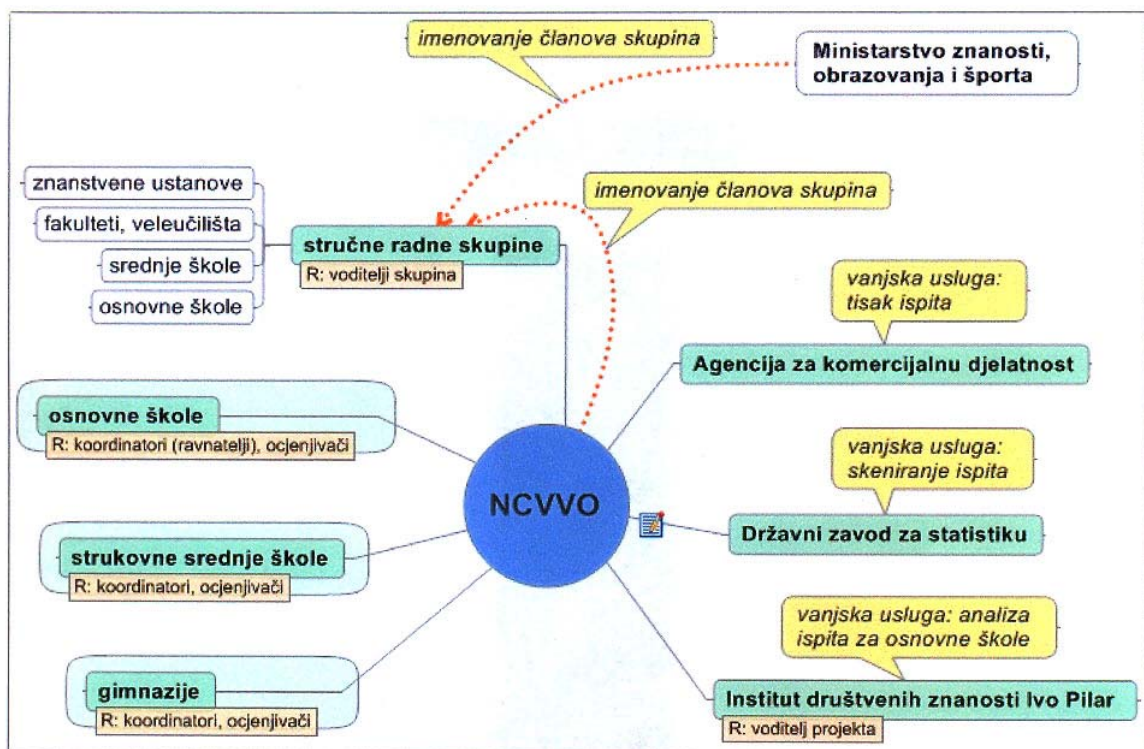 imenovanje članova skupina
Ministarstvo znanosti,
obrazovanja i športa
znanstvene ustanove
fakulteti, veleučilišta
srednje škole
osnovne škole
stručne radne skupine
R: voditelji skupina
imenovanje članova skupina
vanjska usluga:
tisak ispita
Agencija za komercijalnu djelatnost
osnovne škole
R: koordinatori (ravnatelji), ocjenjivači
NCVVO
vanjska usluga:
skeniranje ispita
Državni zavod za statistiku
strukovne srednje škole
R: koordinatori, ocjenjivači
vanjska usluga: analiza
ispita za osnovne škole
gimnazije
R: koordinatori, ocjenjivači
Institut društvenih znanosti Ivo Pilar
R: voditelj projekta